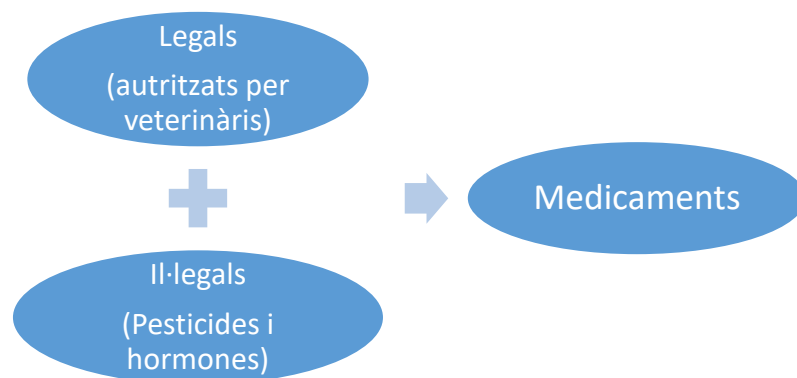 Legals
(autritzats per
veterinàris)
Medicaments
Il·legals
(Pesticides i
hormones)